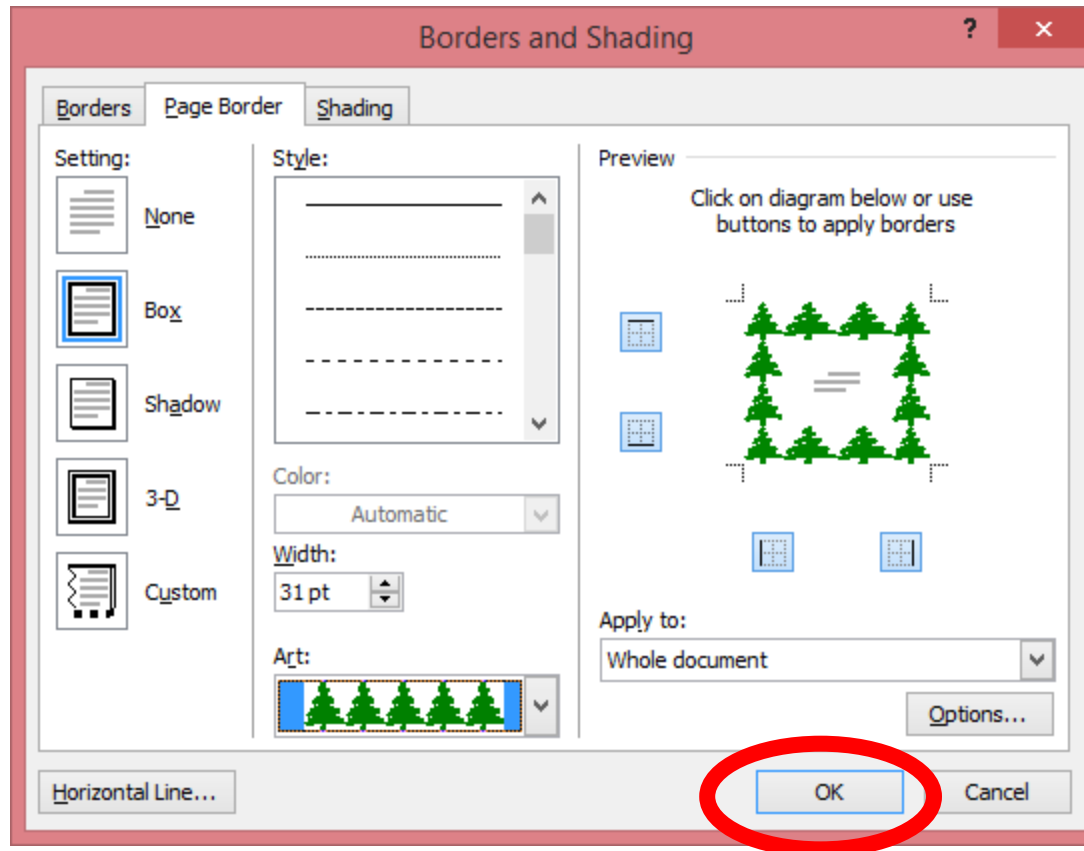 Borders and Shading
?
×
Borders
Page Border
Shading
Setting:
None
Box
Shadow
3-D
Custom
Style:
Color:
Automatic
Width:
31 pt
Art:
Preview
Click on diagram below or use
buttons to apply borders
Apply to:
Whole document
Options...
Horizontal Line...
OK
Cancel